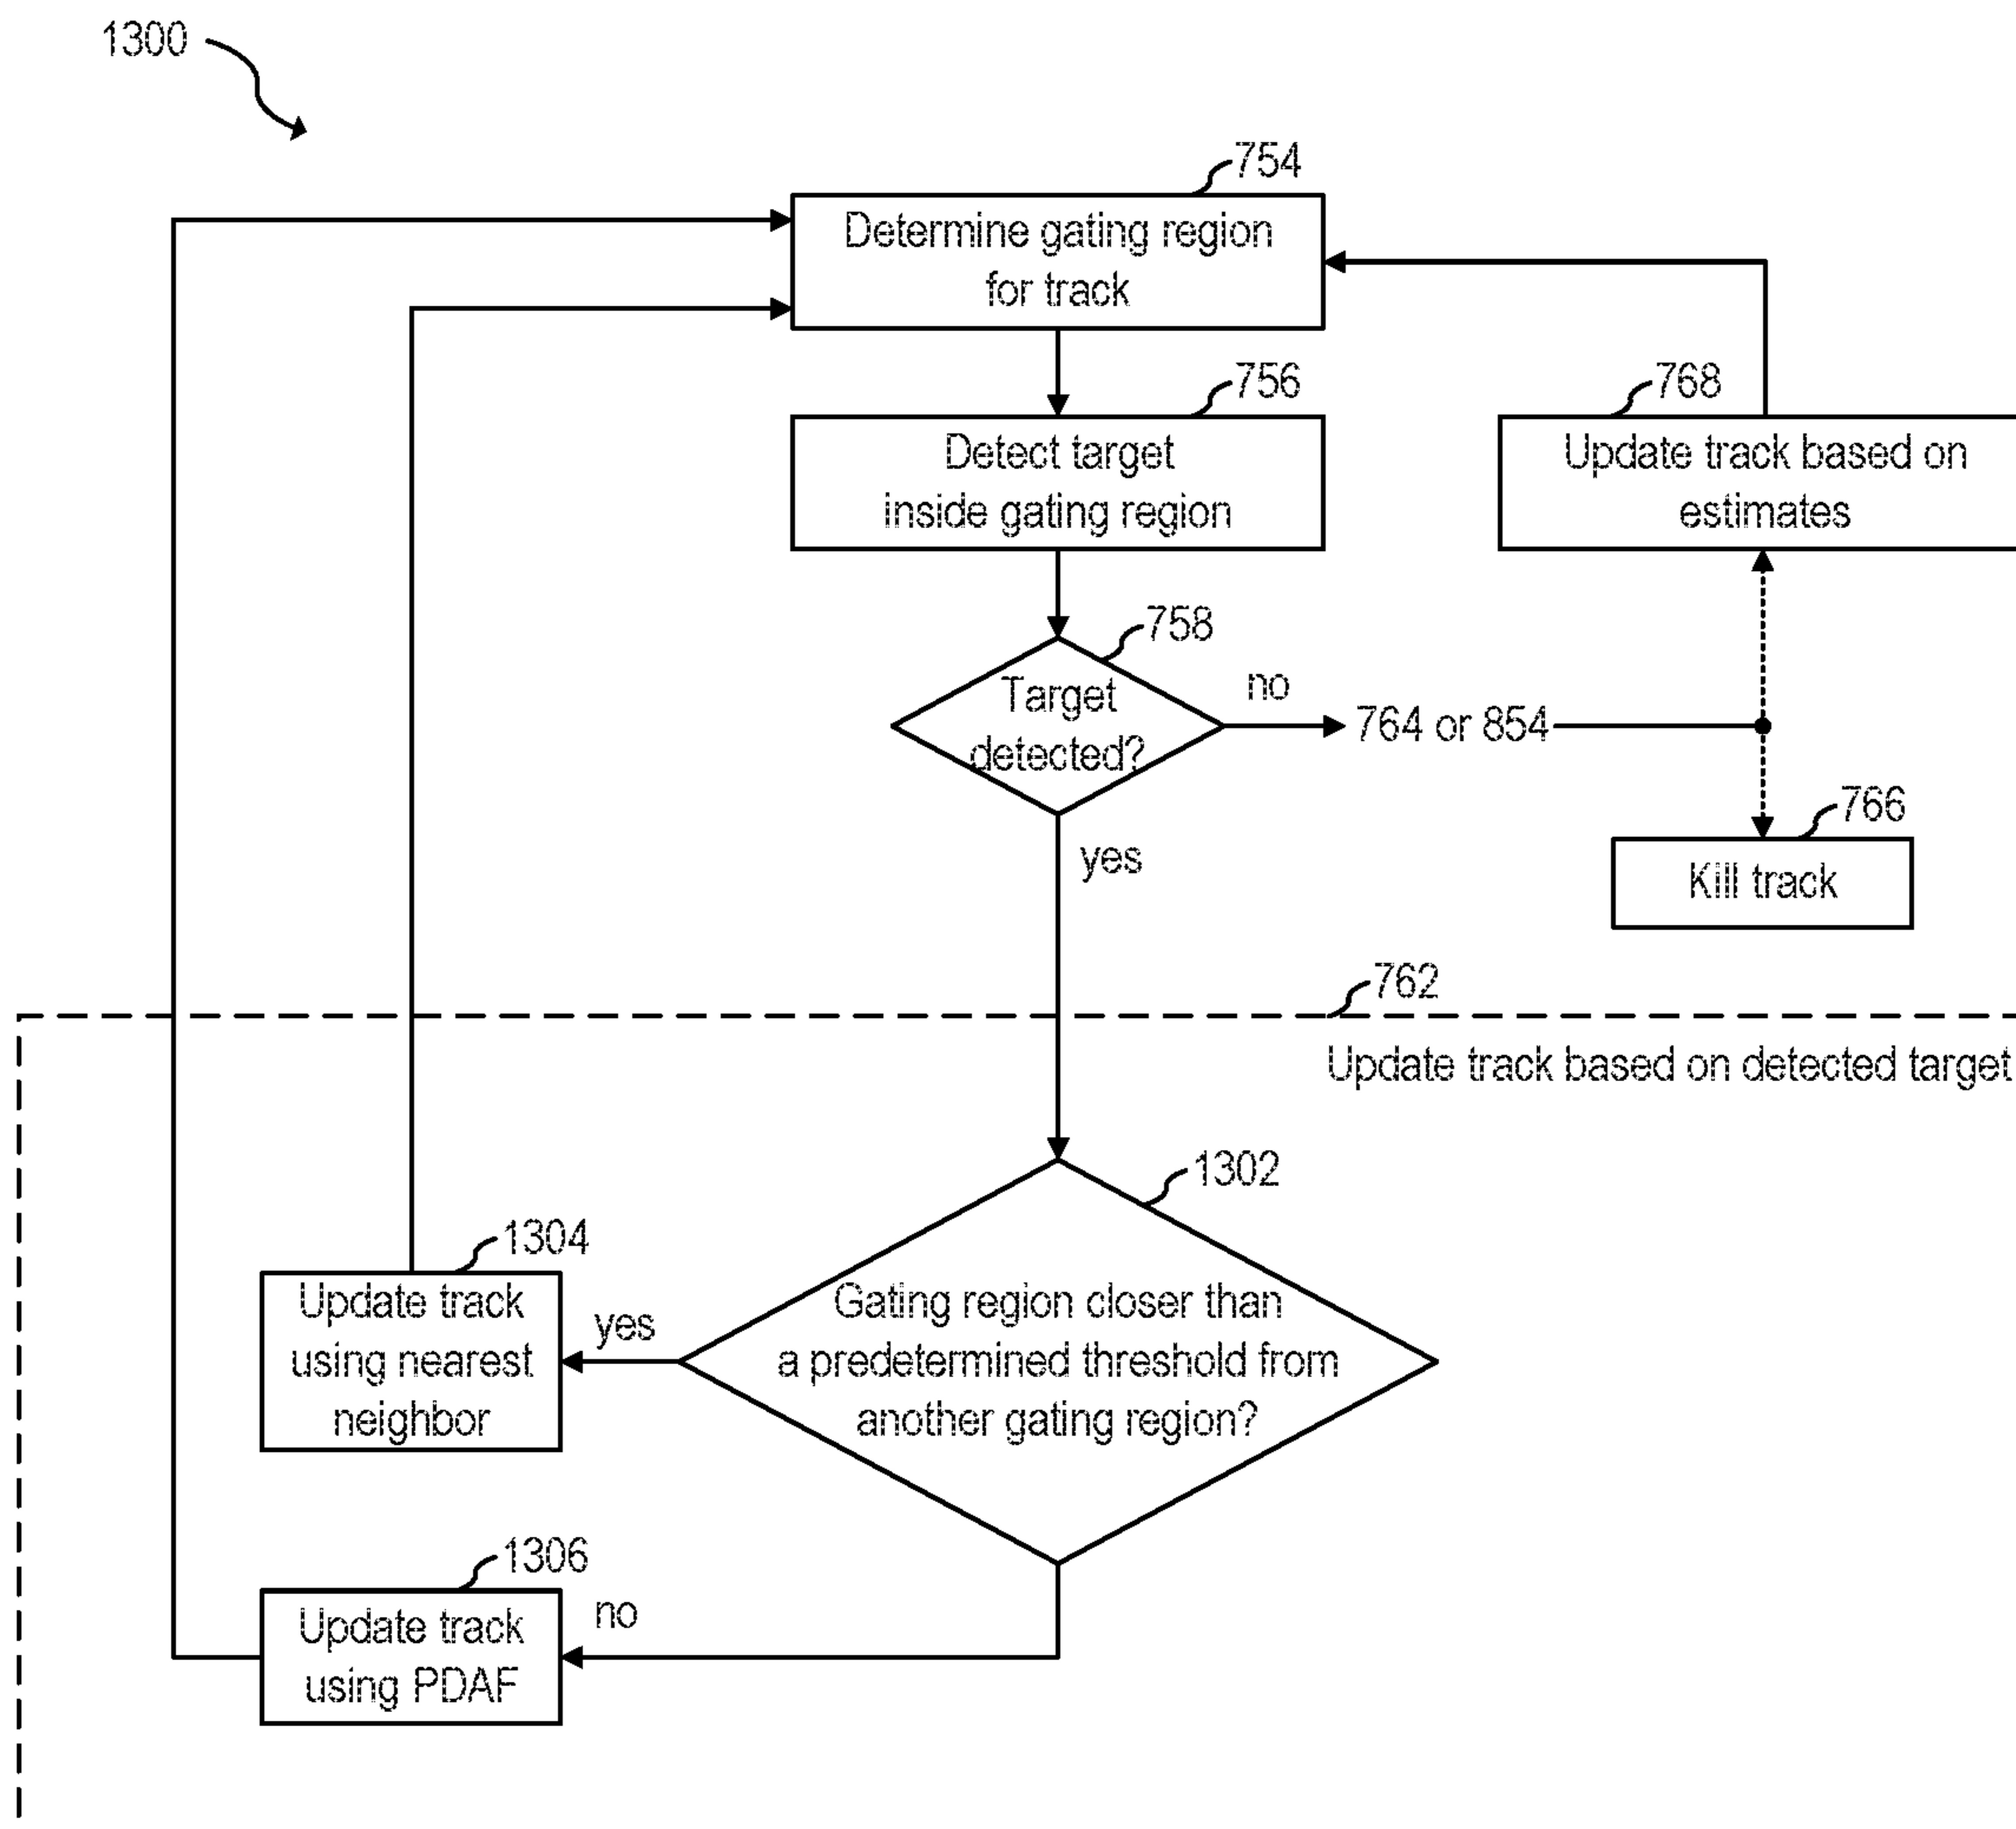 1300
754
Determine gating region
for track
756
Detect target
inside gating region
768
Update track based on
estimates
758
Target
detected?
no
764 or 854
766
Kill track
yes
762
Update track based on detected target
1302
Gating region closer than
a predetermined threshold from
another gating region?
yes
1304
Update track
using nearest
neighbor
1306
Update track
using PDAF
no